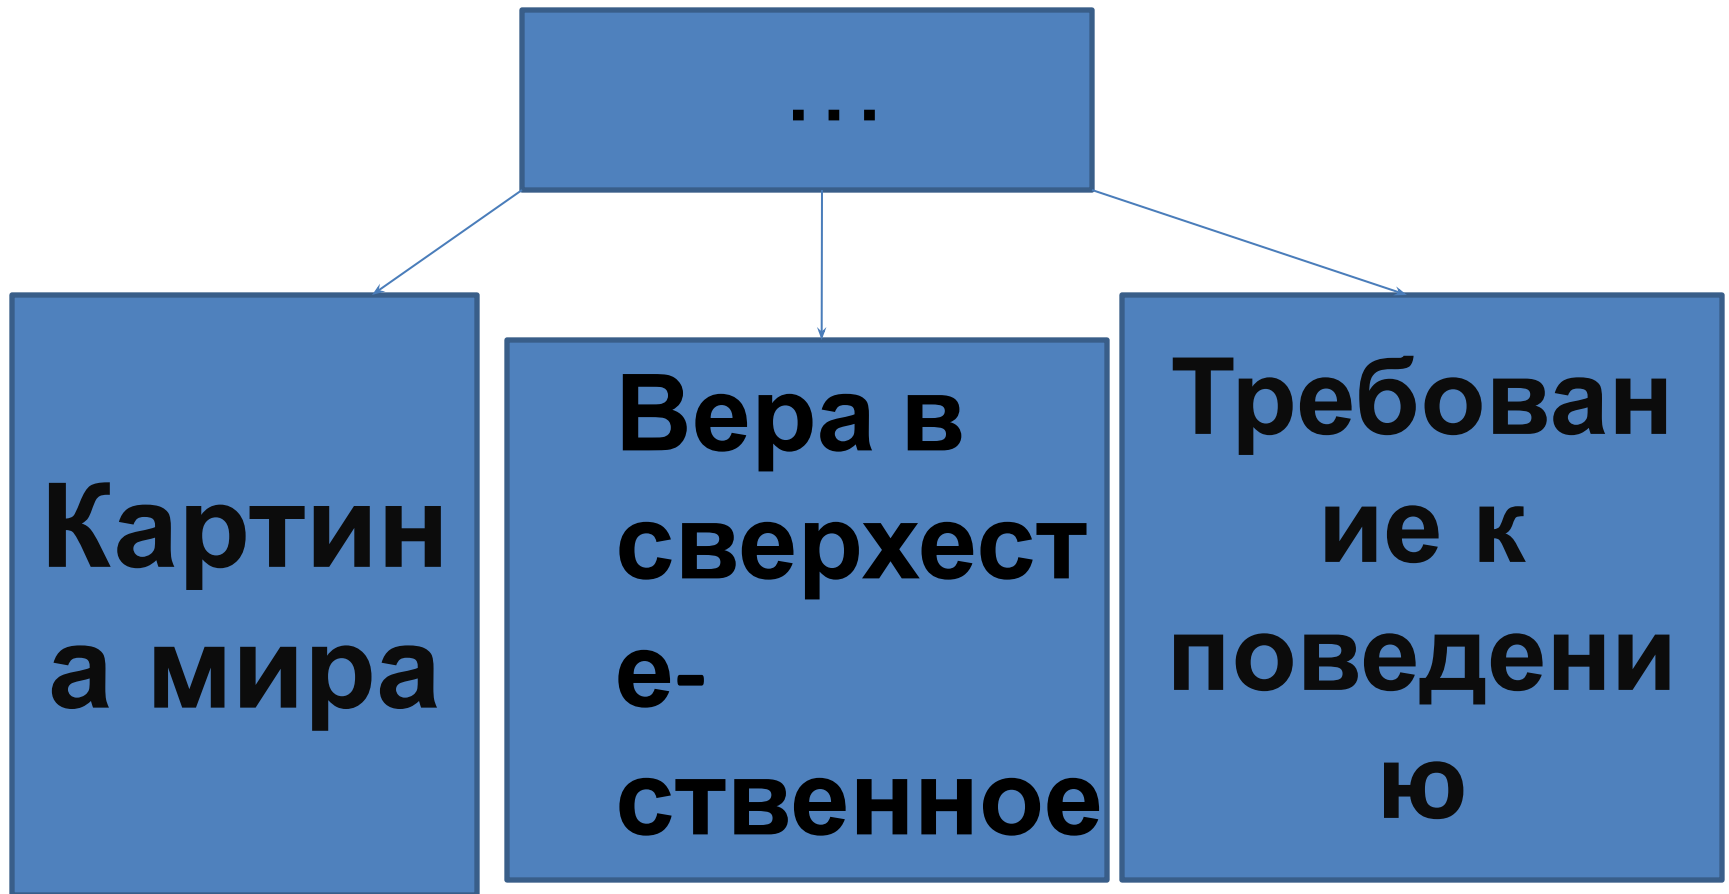 ...
Картин
а мира
Вера в
сверхест
е-
ственное
Требован
ие к
поведени
ю